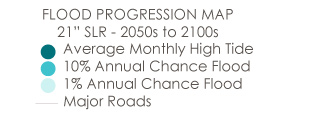 FLOOD PROGRESSION MAP
21" SLR - 2050s to 2100s
Average Monthly High Tide
10% Annual Chance Flood
1% Annual Chance Flood
Major Roads